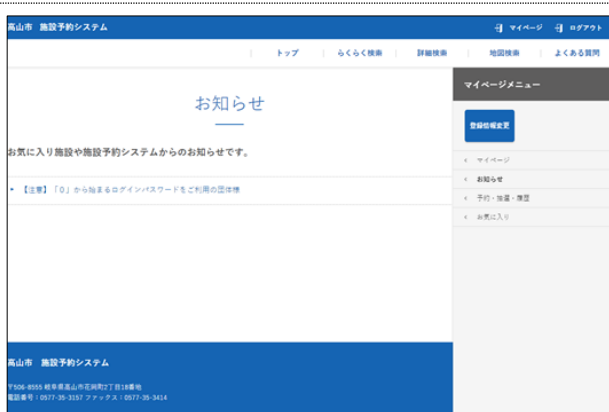 高山市 施設予約システム
マイページ ログアウト
トップ らくらく検索 詳細検索 地図検索 よくある質問
お知らせ
お気に入り施設や施設予約システムからのお知らせです。
【注意】「0」から始まるログインパスワードをご利用の団体様
マイページメニュー
登録情報変更
マイページ
お知らせ
予約・抽選・履歴
お気に入り
高山市 施設予約システム
〒506-8555 岐阜県高山市花岡町2丁目18番地
電話番号：0577-35-3157 ファックス：0577-35-3414